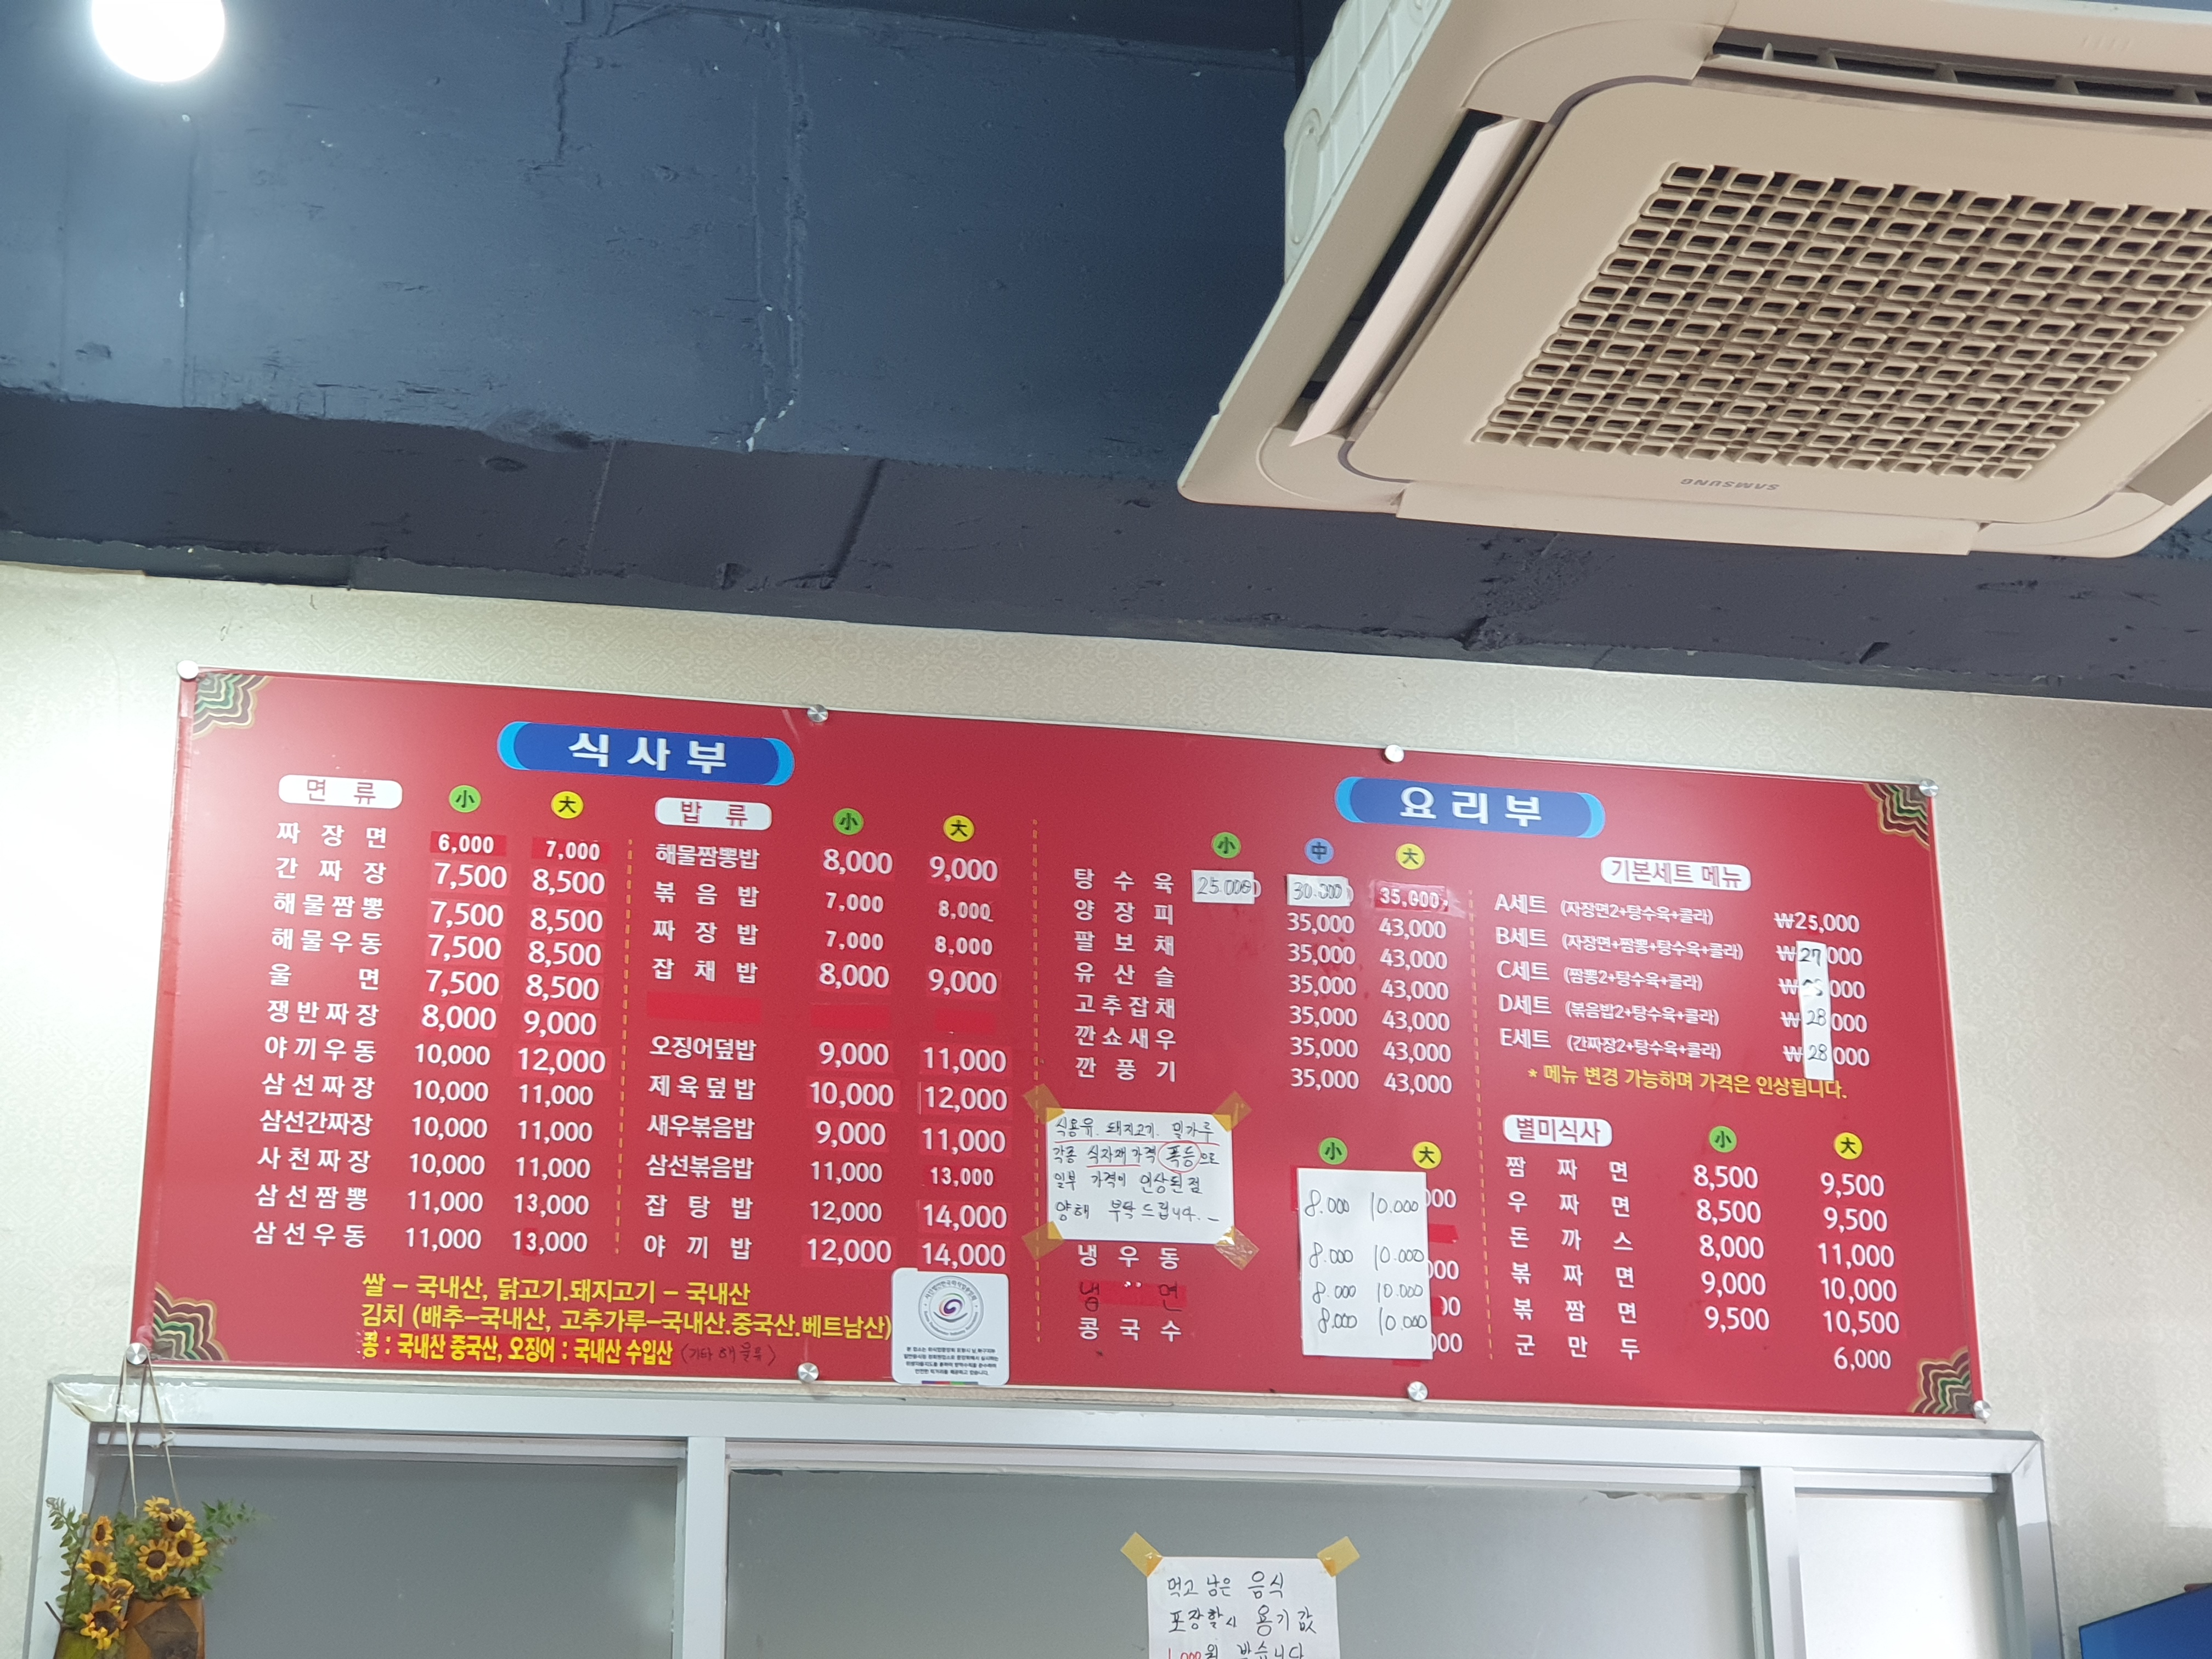 SAMSUNG
식사부
면 류 小 大
짜장면 6,000 7,000
간짜장 7,500 8,500
해물짬뽕 7,500 8,500
해물우동 7,500 8,500
울면 7,500 8,500
쟁반짜장 8,000 9,000
야끼우동 10,000 12,000
삼선짜장 10,000 11,000
삼선간짜장 10,000 11,000
사천짜장 10,000 11,000
삼선짬뽕 11,000 13,000
삼선우동 11,000 13,000
밥 류 小 大
해물짬뽕밥 8,000 9,000
볶음밥 7,000 8,000
짜장밥 7,000 8,000
잡채밥 8,000 9,000
오징어덮밥 9,000 11,000
제육덮밥 10,000 12,000
새우볶음밥 9,000 11,000
삼선볶음밥 11,000 13,000
잡탕밥 12,000 14,000
야끼밥 12,000 14,000
쌀 - 국내산, 닭고기.돼지고기 - 국내산
김치 (배추-국내산, 고추가루-국내산.중국산.베트남산)
콩 : 국내산 중국산, 오징어 : 국내산 수입산 (기타 해물류)
요리부
小 中 大
탕수육 25.000 30.000 35,000
양장피 35,000 43,000
팔보채 35,000 43,000
유산슬 35,000 43,000
고추잡채 35,000 43,000
깐쇼새우 35,000 43,000
깐풍기 35,000 43,000
식용유. 돼지고기. 밀가루
각종 식자재 가격 폭등으로
일부 가격이 인상된점
양해 부탁드립니다.
小 大
8.000 10.000
냉우동 8.000 10.000
냉면 8.000 10.000
콩국수 8.000 10.000
기본세트 메뉴
A세트 (자장면2+탕수육+콜라) ₩25,000
B세트 (자장면+짬뽕+탕수육+콜라) ₩27,000
C세트 (짬뽕2+탕수육+콜라)
D세트 (볶음밥2+탕수육+콜라) ₩28,000
E세트 (간짜장2+탕수육+콜라) ₩28,000
* 메뉴 변경 가능하며 가격은 인상됩니다.
별미식사 小 大
짬짜면 8,500 9,500
우짜면 8,500 9,500
돈까스 8,000 11,000
볶짜면 9,000 10,000
볶짬면 9,500 10,500
군만두 6,000
먹고 남은 음식
포장할시 용기값
1,000원 받습니다